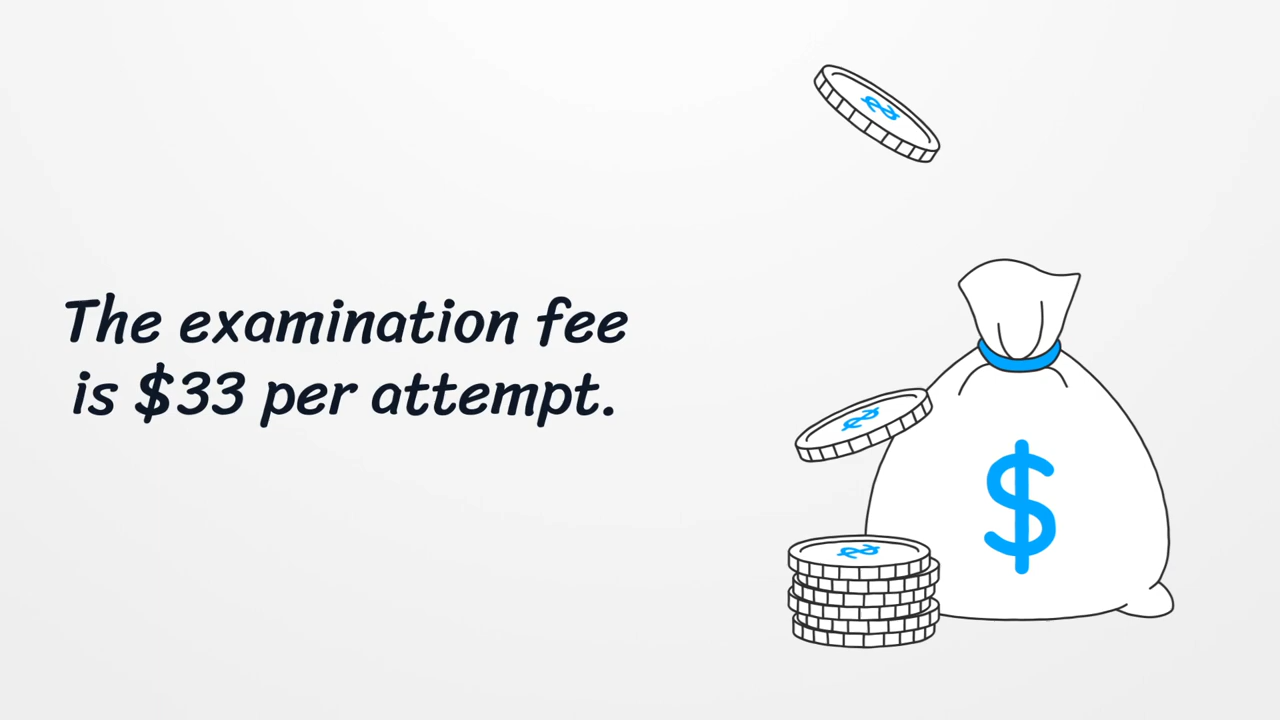 The examination fee
is $33 per attempt.
$